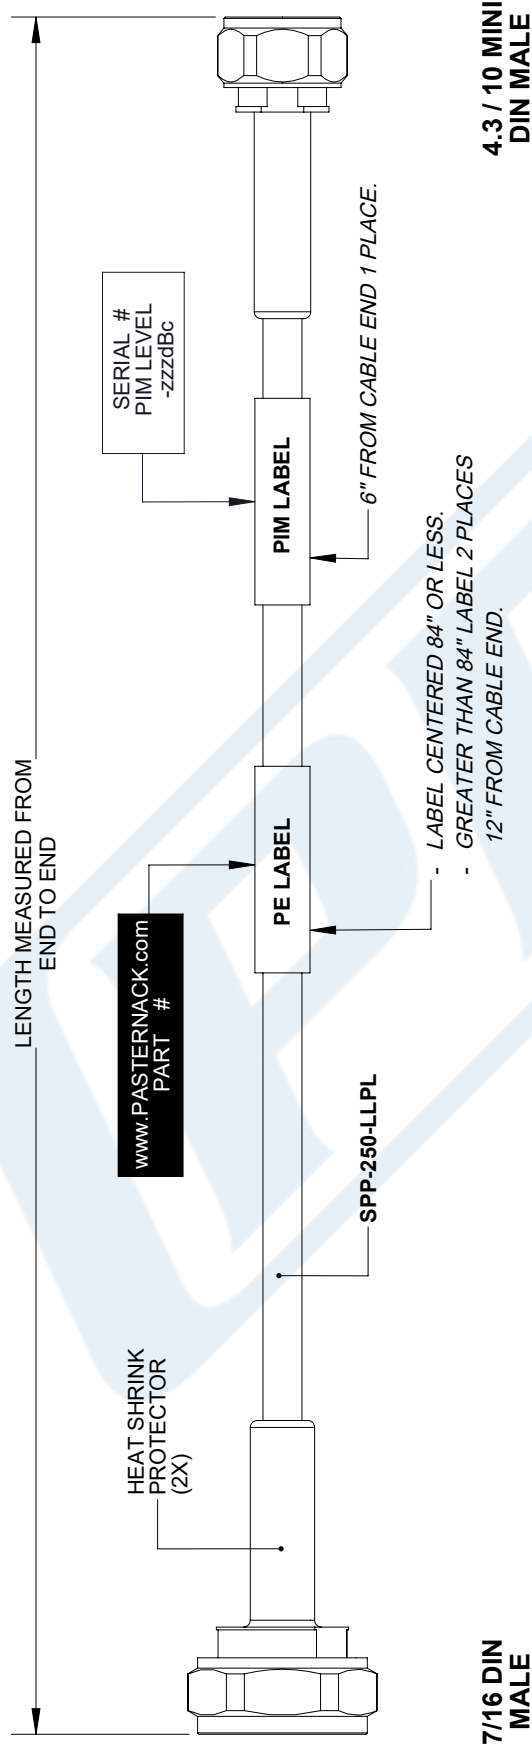 LENGTH MEASURED FROM
END TO END
HEAT SHRINK
PROTECTOR
(2X)
www.PASTERNACK.com
PART #
SERIAL #
PIM LEVEL
-zzzdBc
PE LABEL
PIM LABEL
SPP-250-LLPL
- LABEL CENTERED 84" OR LESS.
- GREATER THAN 84" LABEL 2 PLACES
12" FROM CABLE END.
6" FROM CABLE END 1 PLACE.
7/16 DIN
MALE
4.3 / 10 MINI
DIN MALE